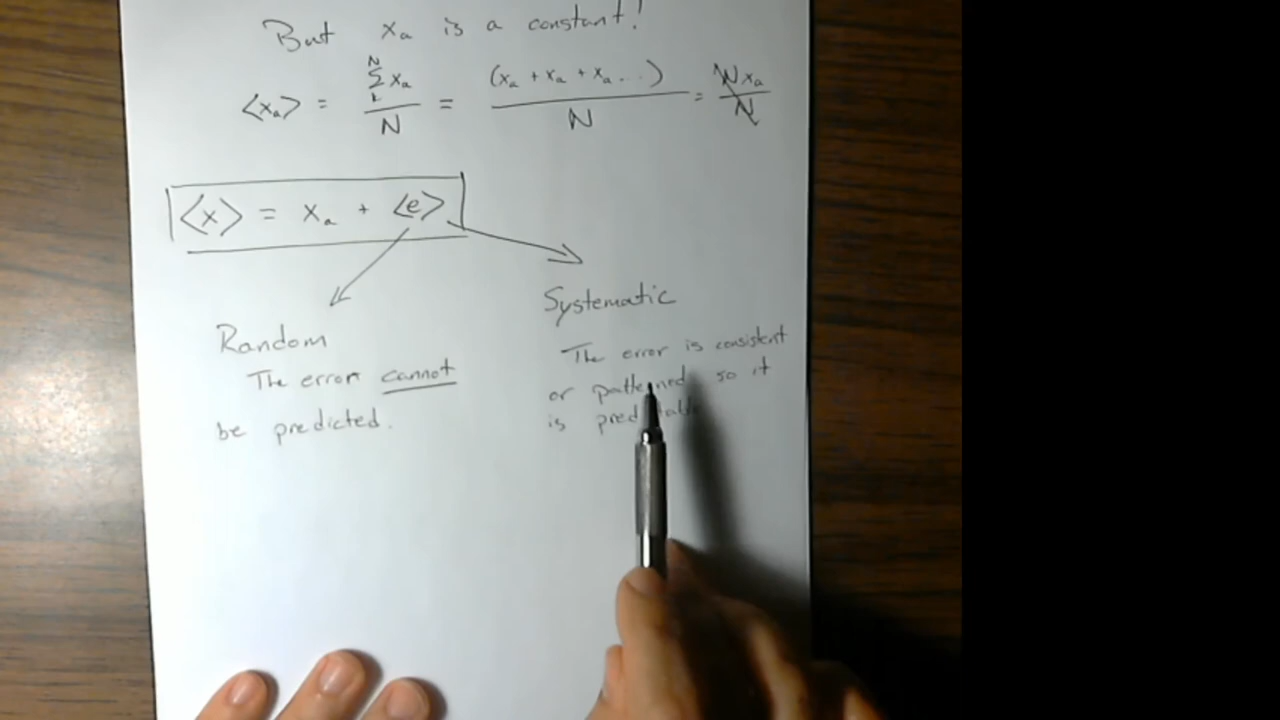 But xₐ is a constant!
<xₐ> = N Σ 1 xₐ / N = (xₐ + xₐ + xₐ...) / N = N xₐ / N
<x> = xₐ + <e>
Random
The error cannot
be predicted.
Systematic
The error is consistent
or patterned so it
is